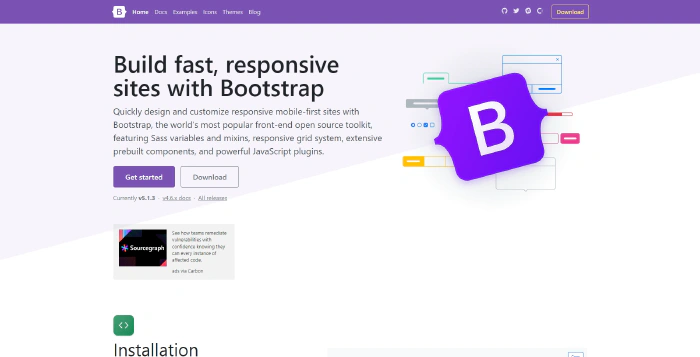 B Home Docs Examples Icons Themes Blog Download
Build fast, responsive
sites with Bootstrap
Quickly design and customize responsive mobile-first sites with
Bootstrap, the world's most popular front-end open source toolkit,
featuring Sass variables and mixins, responsive grid system, extensive
prebuilt components, and powerful JavaScript plugins.
Get started Download
Currently v5.1.3 · v4.6.x docs · All releases
B
Sourcegraph
See how teams remediate
vulnerabilities with
confidence knowing they
can every instance of
affected code.
ads via Carbon
Installation